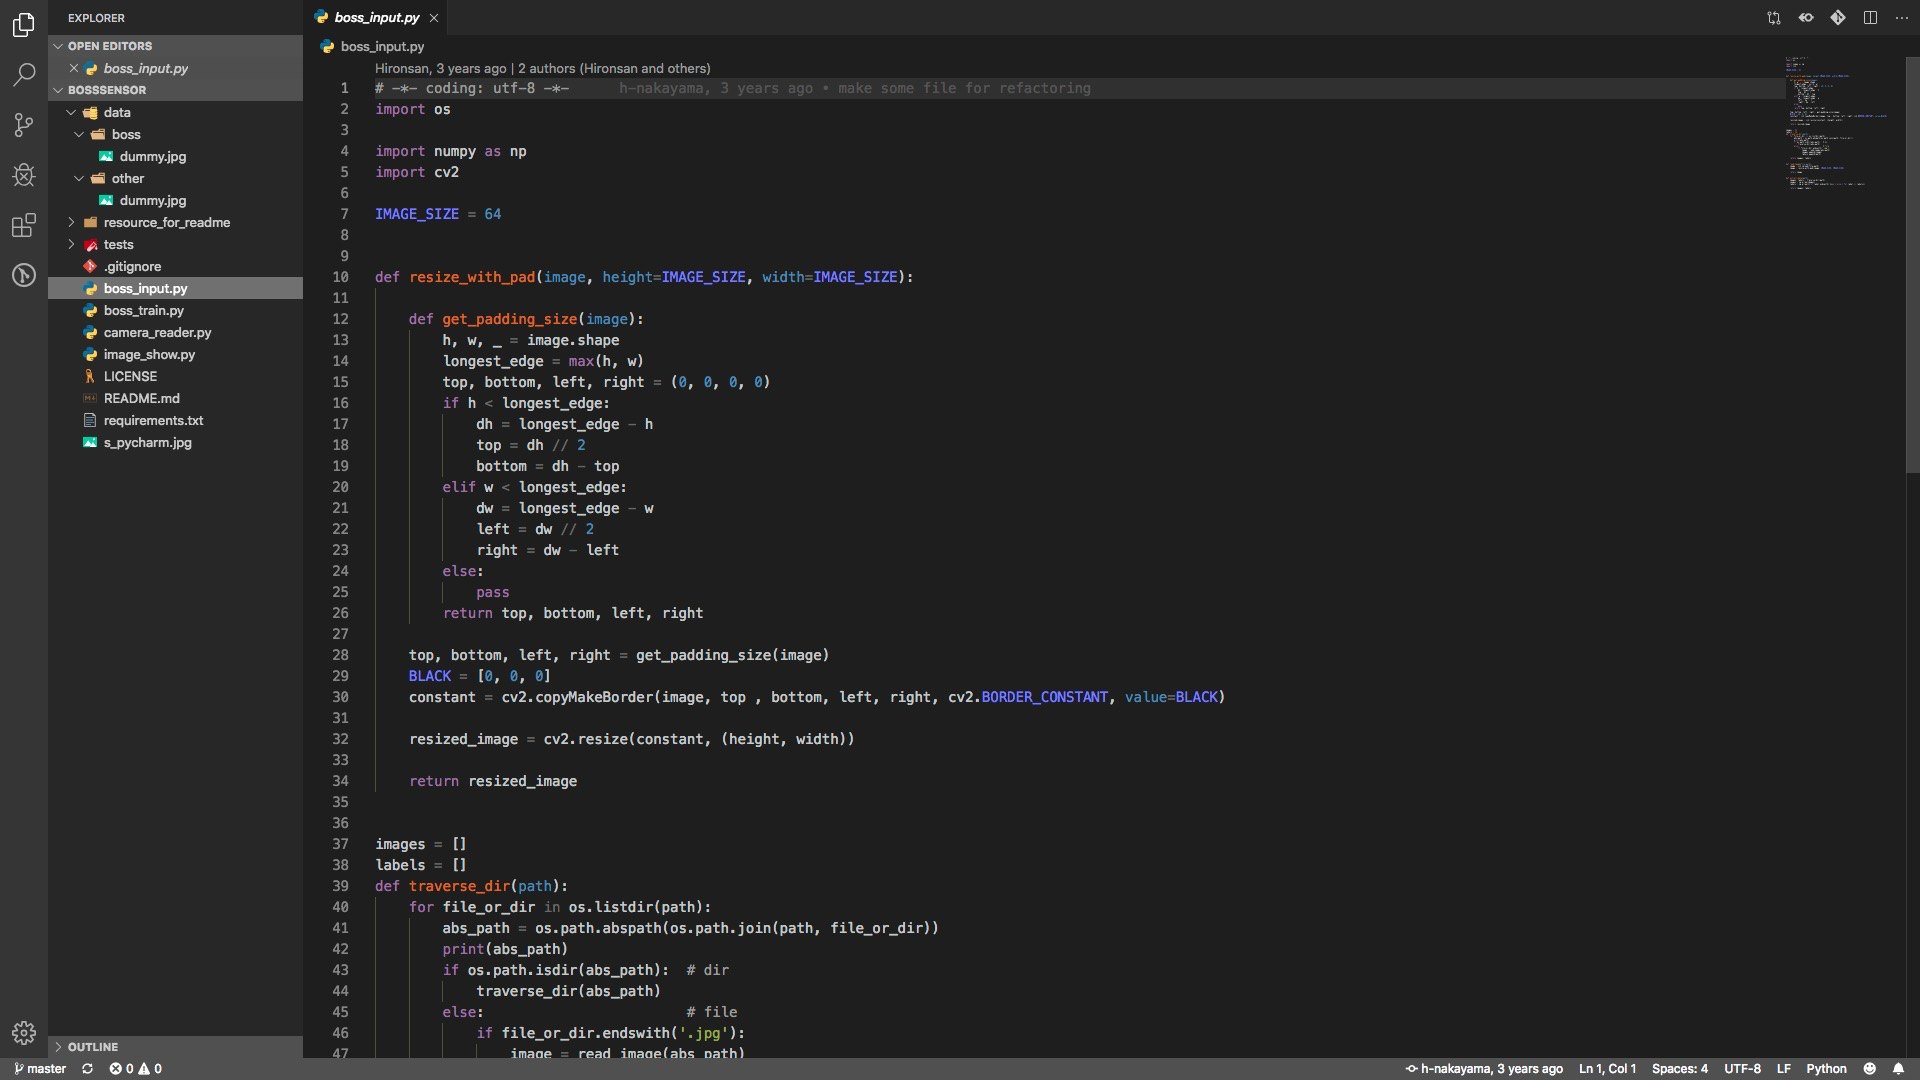 EXPLORER
OPEN EDITORS
boss_input.py
BOSSSENSOR
data
boss
dummy.jpg
other
dummy.jpg
resource_for_readme
tests
.gitignore
boss_input.py
boss_train.py
camera_reader.py
image_show.py
LICENSE
README.md
requirements.txt
s_pycharm.jpg
OUTLINE
boss_input.py
boss_input.py
Hironsan, 3 years ago | 2 authors (Hironsan and others)
1 # -*- coding: utf-8 -*- h-nakayama, 3 years ago • make some file for refactoring
2 import os
3
4 import numpy as np
5 import cv2
6
7 IMAGE_SIZE = 64
8
9
10 def resize_with_pad(image, height=IMAGE_SIZE, width=IMAGE_SIZE):
11
12 def get_padding_size(image):
13 h, w, _ = image.shape
14 longest_edge = max(h, w)
15 top, bottom, left, right = (0, 0, 0, 0)
16 if h < longest_edge:
17 dh = longest_edge - h
18 top = dh // 2
19 bottom = dh - top
20 elif w < longest_edge:
21 dw = longest_edge - w
22 left = dw // 2
23 right = dw - left
24 else:
25 pass
26 return top, bottom, left, right
27
28 top, bottom, left, right = get_padding_size(image)
29 BLACK = [0, 0, 0]
30 constant = cv2.copyMakeBorder(image, top , bottom, left, right, cv2.BORDER_CONSTANT, value=BLACK)
31
32 resized_image = cv2.resize(constant, (height, width))
33
34 return resized_image
35
36
37 images = []
38 labels = []
39 def traverse_dir(path):
40 for file_or_dir in os.listdir(path):
41 abs_path = os.path.abspath(os.path.join(path, file_or_dir))
42 print(abs_path)
43 if os.path.isdir(abs_path): # dir
44 traverse_dir(abs_path)
45 else: # file
46 if file_or_dir.endswith('.jpg'):
47 image = read_image(abs_path)
master 0 0 h-nakayama, 3 years ago Ln 1, Col 1 Spaces: 4 UTF-8 LF Python